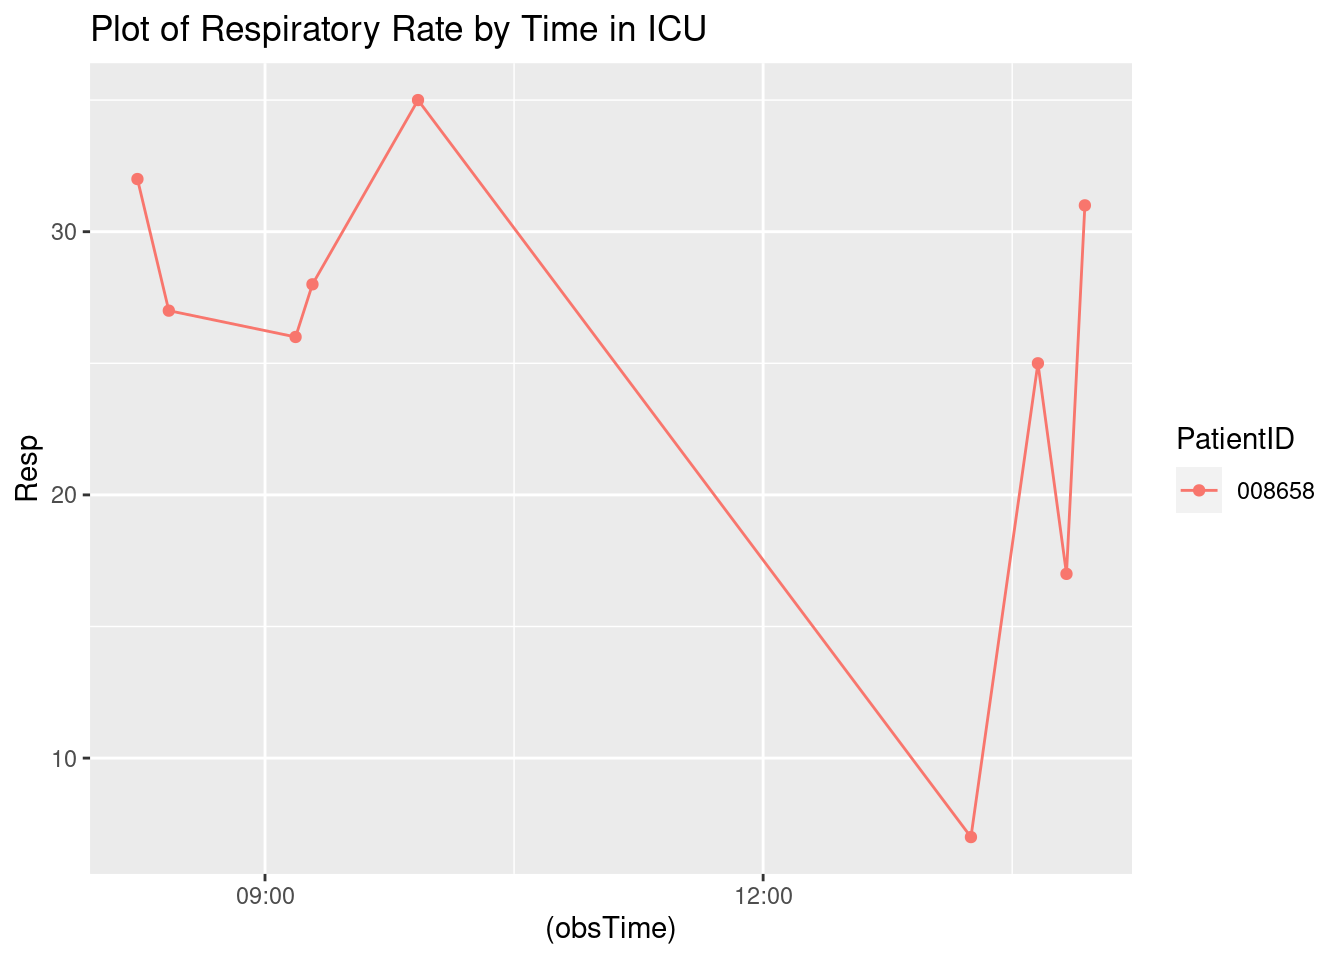 Plot of Respiratory Rate by Time in ICU
30
20
10
Resp
09:00
12:00
(obsTime)
PatientID
008658